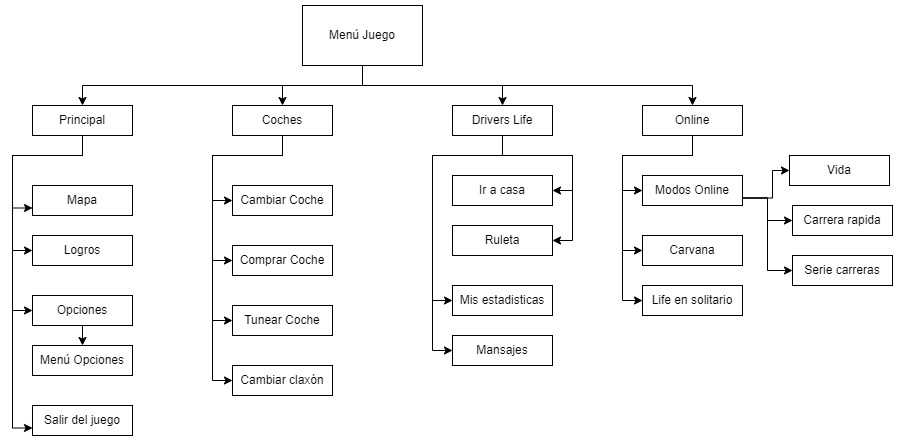 Menú Juego
Principal
Coches
Drivers Life
Online
Mapa
Logros
Opciones
Menú Opciones
Salir del juego
Cambiar Coche
Comprar Coche
Tunear Coche
Cambiar claxón
Ir a casa
Ruleta
Mis estadisticas
Mansajes
Modos Online
Carvana
Life en solitario
Vida
Carrera rapida
Serie carreras